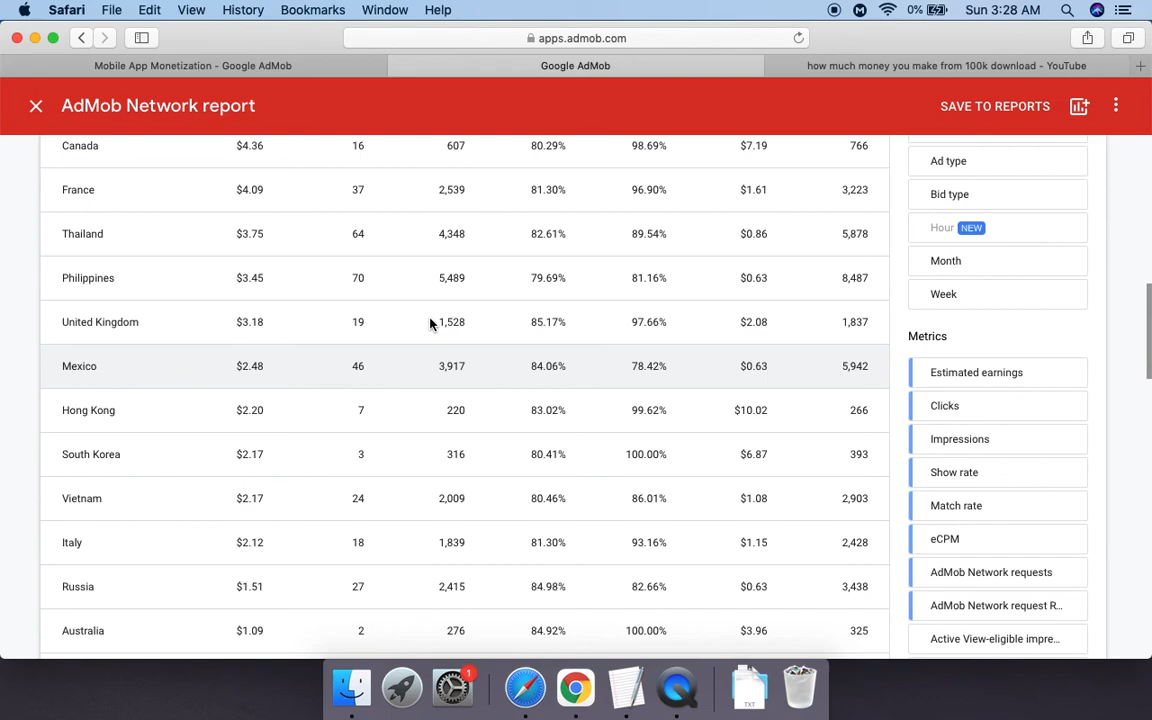 Safari File Edit View History Bookmarks Window Help 0% Sun 3:28 AM
apps.admob.com
Mobile App Monetization - Google AdMob Google AdMob how much money you make from 100k download - YouTube
AdMob Network report SAVE TO REPORTS
Canada $4.36 16 607 80.29% 98.69% $7.19 766
France $4.09 37 2,539 81.30% 96.90% $1.61 3,223
Thailand $3.75 64 4,348 82.61% 89.54% $0.86 5,878
Philippines $3.45 70 5,489 79.69% 81.16% $0.63 8,487
United Kingdom $3.18 19 1,528 85.17% 97.66% $2.08 1,837
Mexico $2.48 46 3,917 84.06% 78.42% $0.63 5,942
Hong Kong $2.20 7 220 83.02% 99.62% $10.02 266
South Korea $2.17 3 316 80.41% 100.00% $6.87 393
Vietnam $2.17 24 2,009 80.46% 86.01% $1.08 2,903
Italy $2.12 18 1,839 81.30% 93.16% $1.15 2,428
Russia $1.51 27 2,415 84.98% 82.66% $0.63 3,438
Australia $1.09 2 276 84.92% 100.00% $3.96 325
Ad type
Bid type
Hour NEW
Month
Week
Metrics
Estimated earnings
Clicks
Impressions
Show rate
Match rate
eCPM
AdMob Network requests
AdMob Network request R...
Active View-eligible impre...
1
TXT